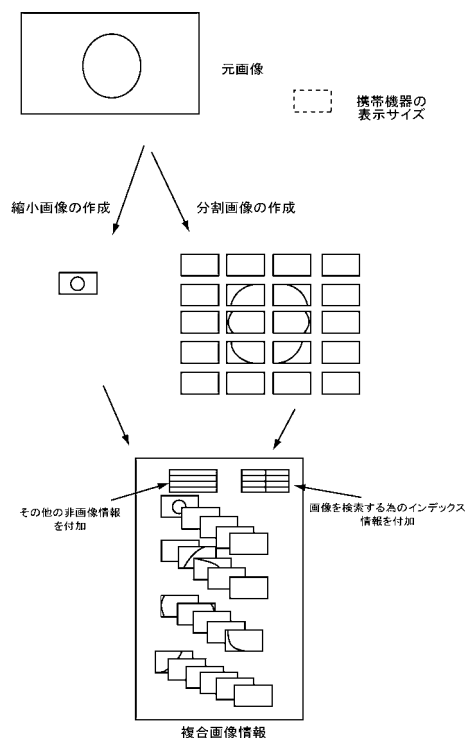 元画像
携帯機器の
表示サイズ
縮小画像の作成
分割画像の作成
その他の非画像情報
を付加
画像を検索する為のインデックス
情報を付加
複合画像情報